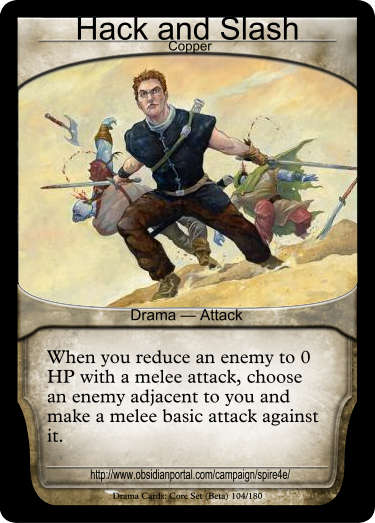 Hack and Slash
Copper
Drama — Attack
When you reduce an enemy to 0
HP with a melee attack, choose
an enemy adjacent to you and
make a melee basic attack against
it.
http://www.obsidianportal.com/campaign/spire4e/
Drama Cards: Core Set (Beta) 104/180